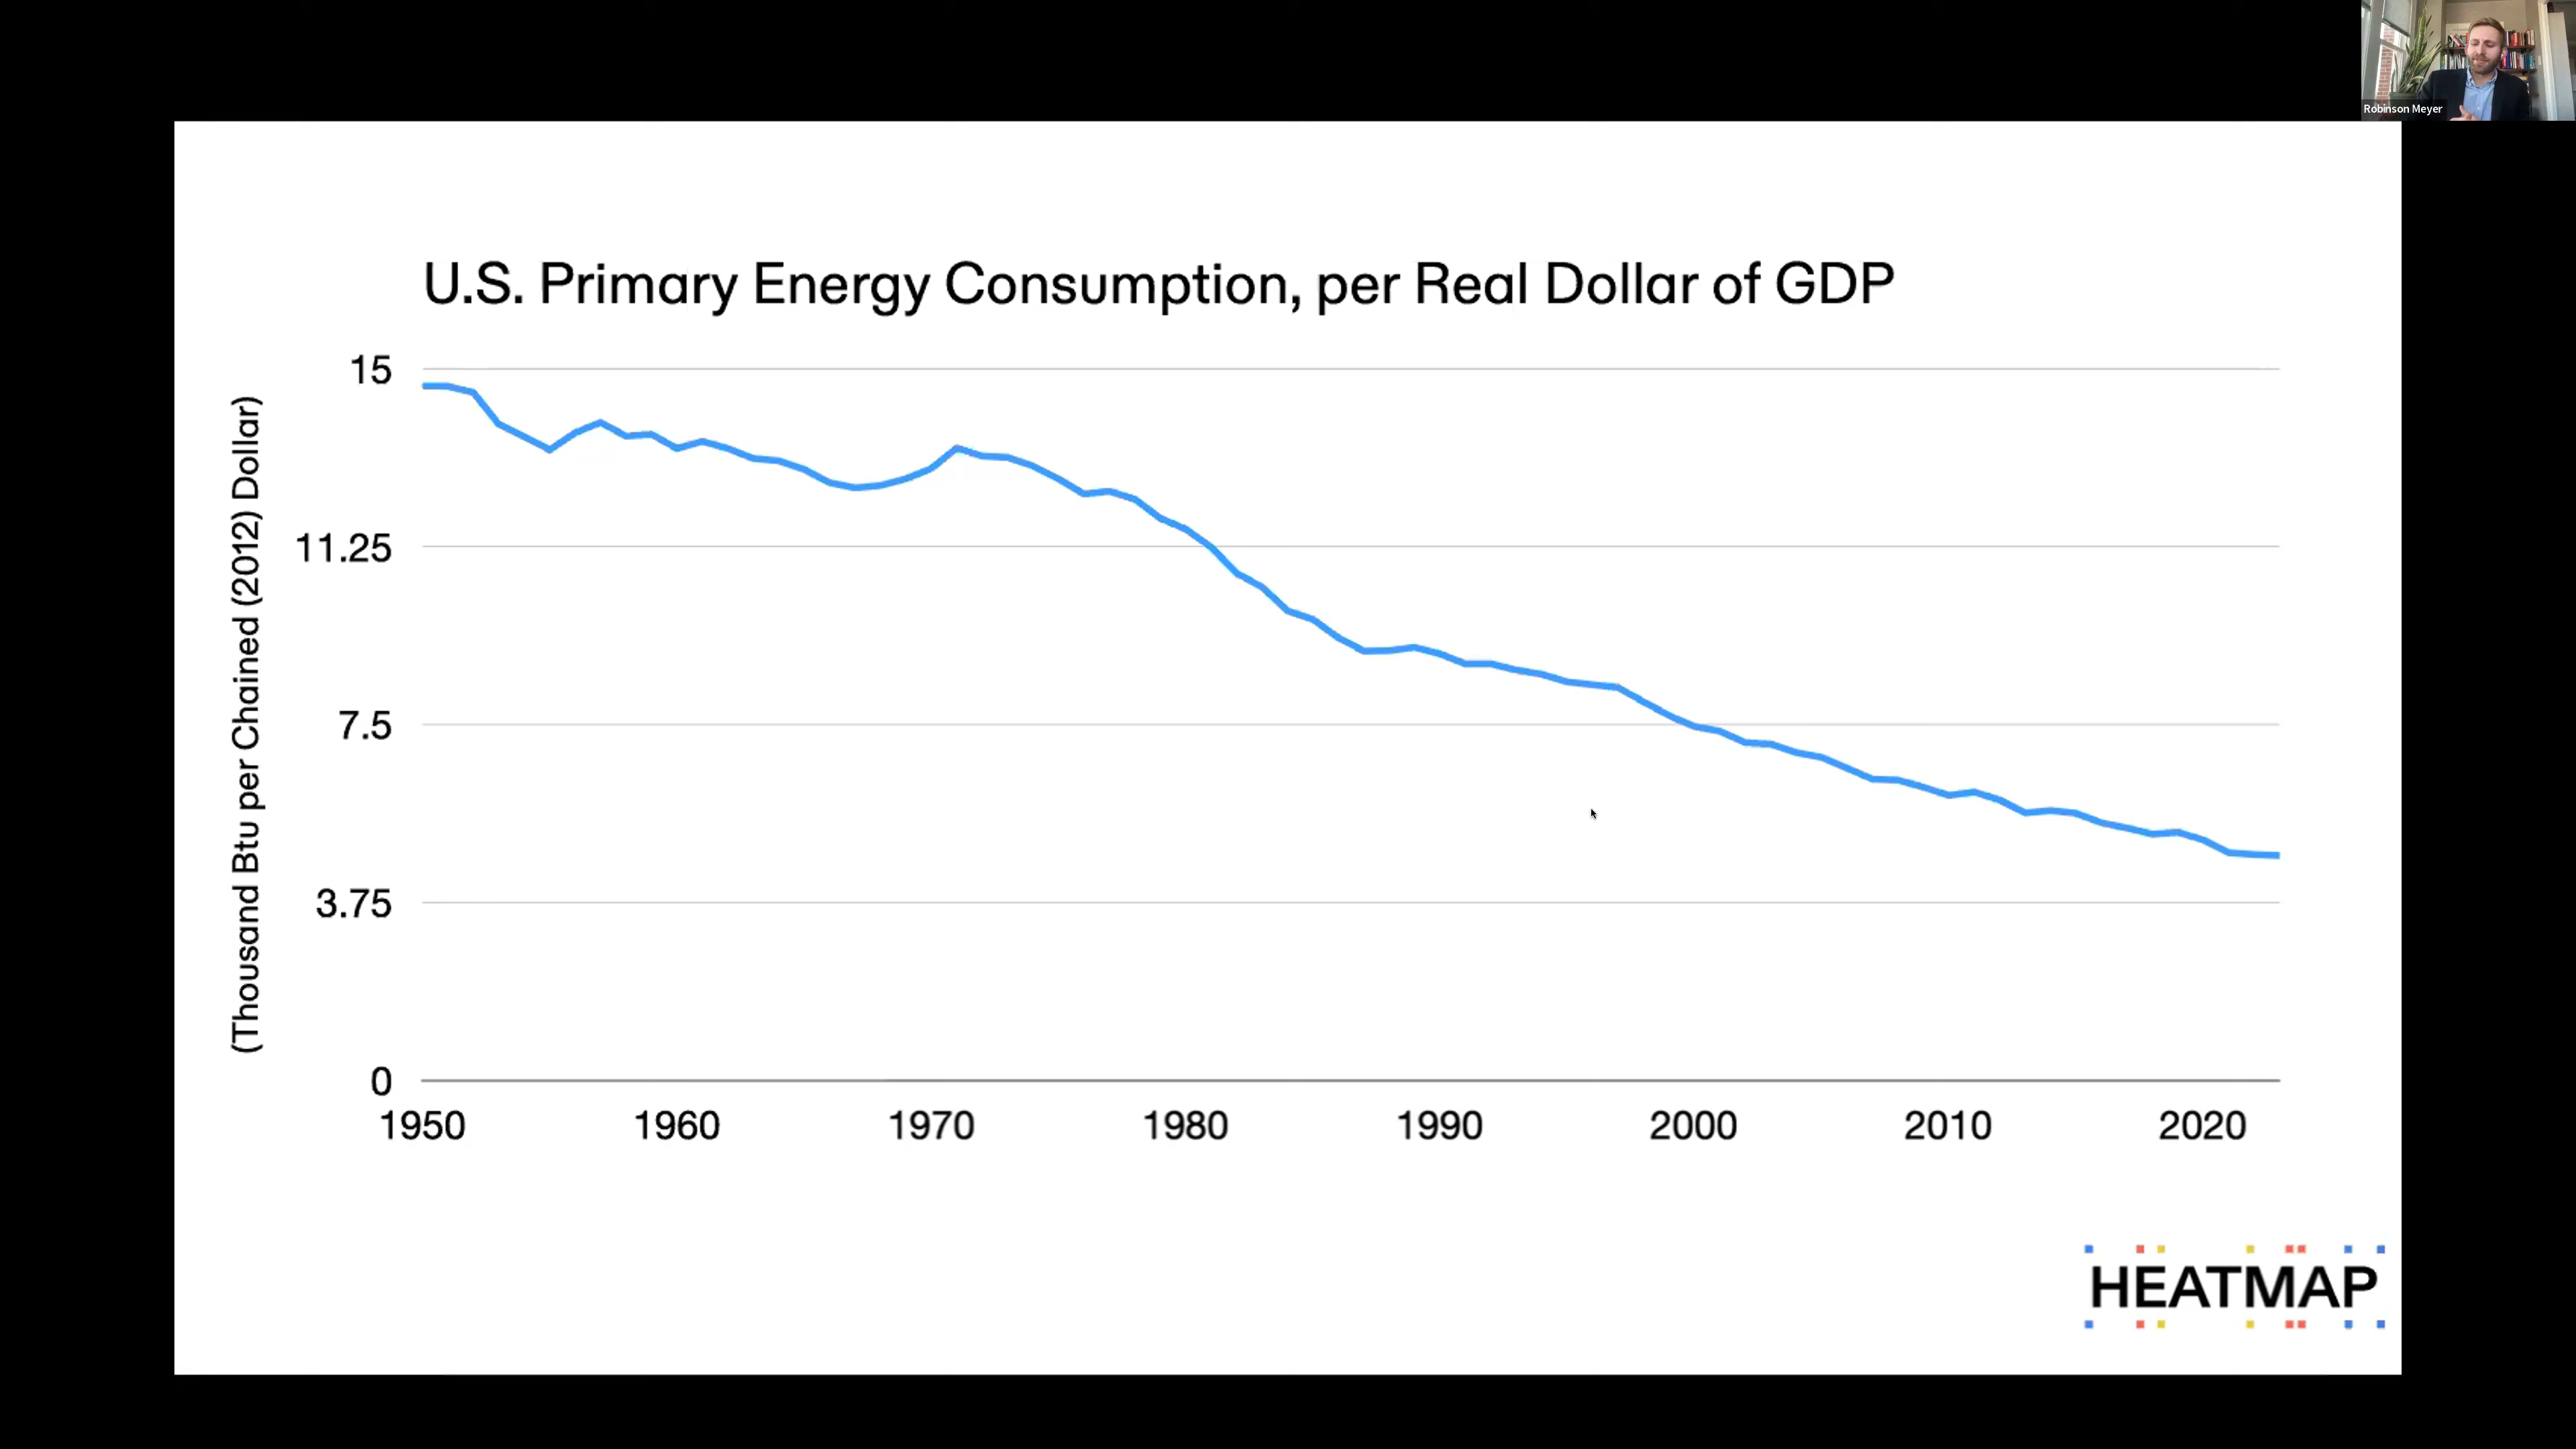 Robinson Meyer
U.S. Primary Energy Consumption, per Real Dollar of GDP
(Thousand Btu per Chained (2012) Dollar)
15
11.25
7.5
3.75
0
1950 1960 1970 1980 1990 2000 2010 2020
HEATMAP